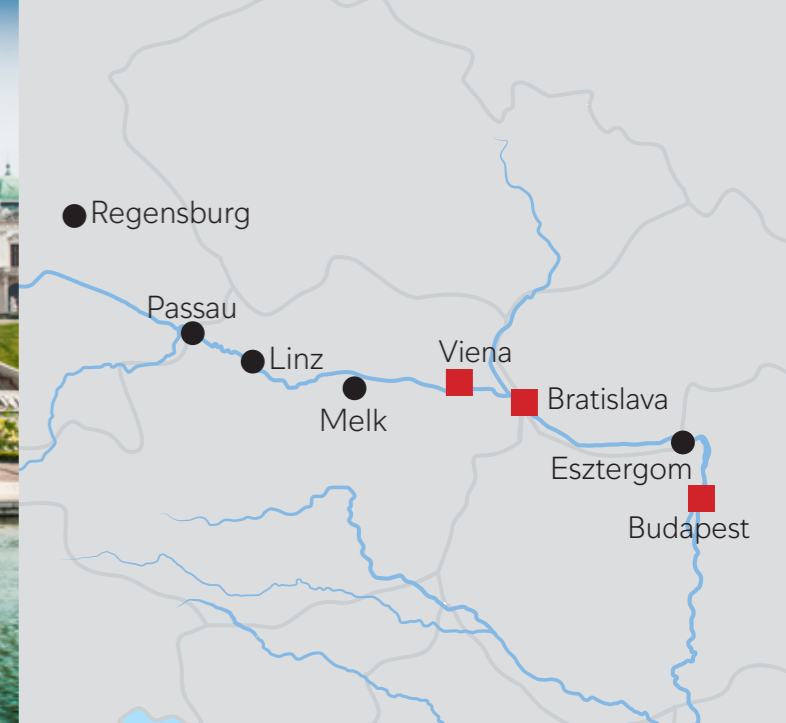 Regensburg
Passau
Linz
Viena
Melk
Bratislava
Esztergom
Budapest